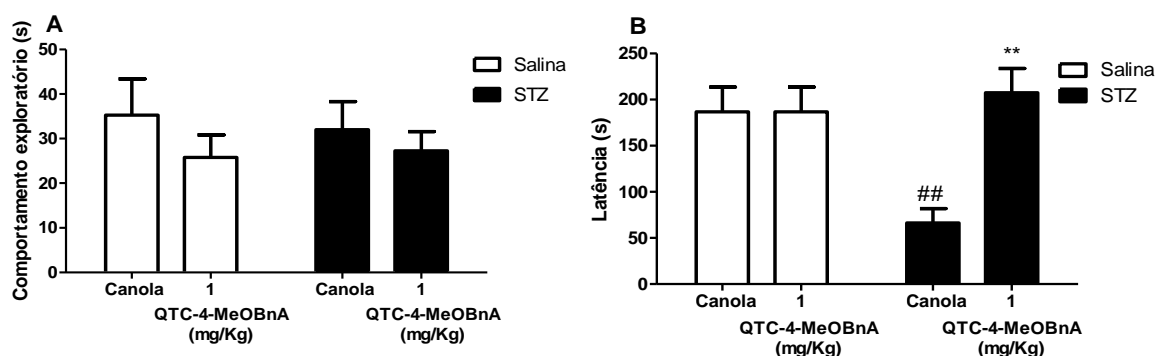 A
Comportamento exploratório (s)
50
40
30
20
10
0
Salina
STZ
Canola 1 Canola 1
QTC-4-MeOBnA QTC-4-MeOBnA
(mg/Kg) (mg/Kg)
B
Latência (s)
250
200
150
100
50
0
##
**
Salina
STZ
Canola 1 Canola 1
QTC-4-MeOBnA QTC-4-MeOBnA
(mg/Kg) (mg/Kg)